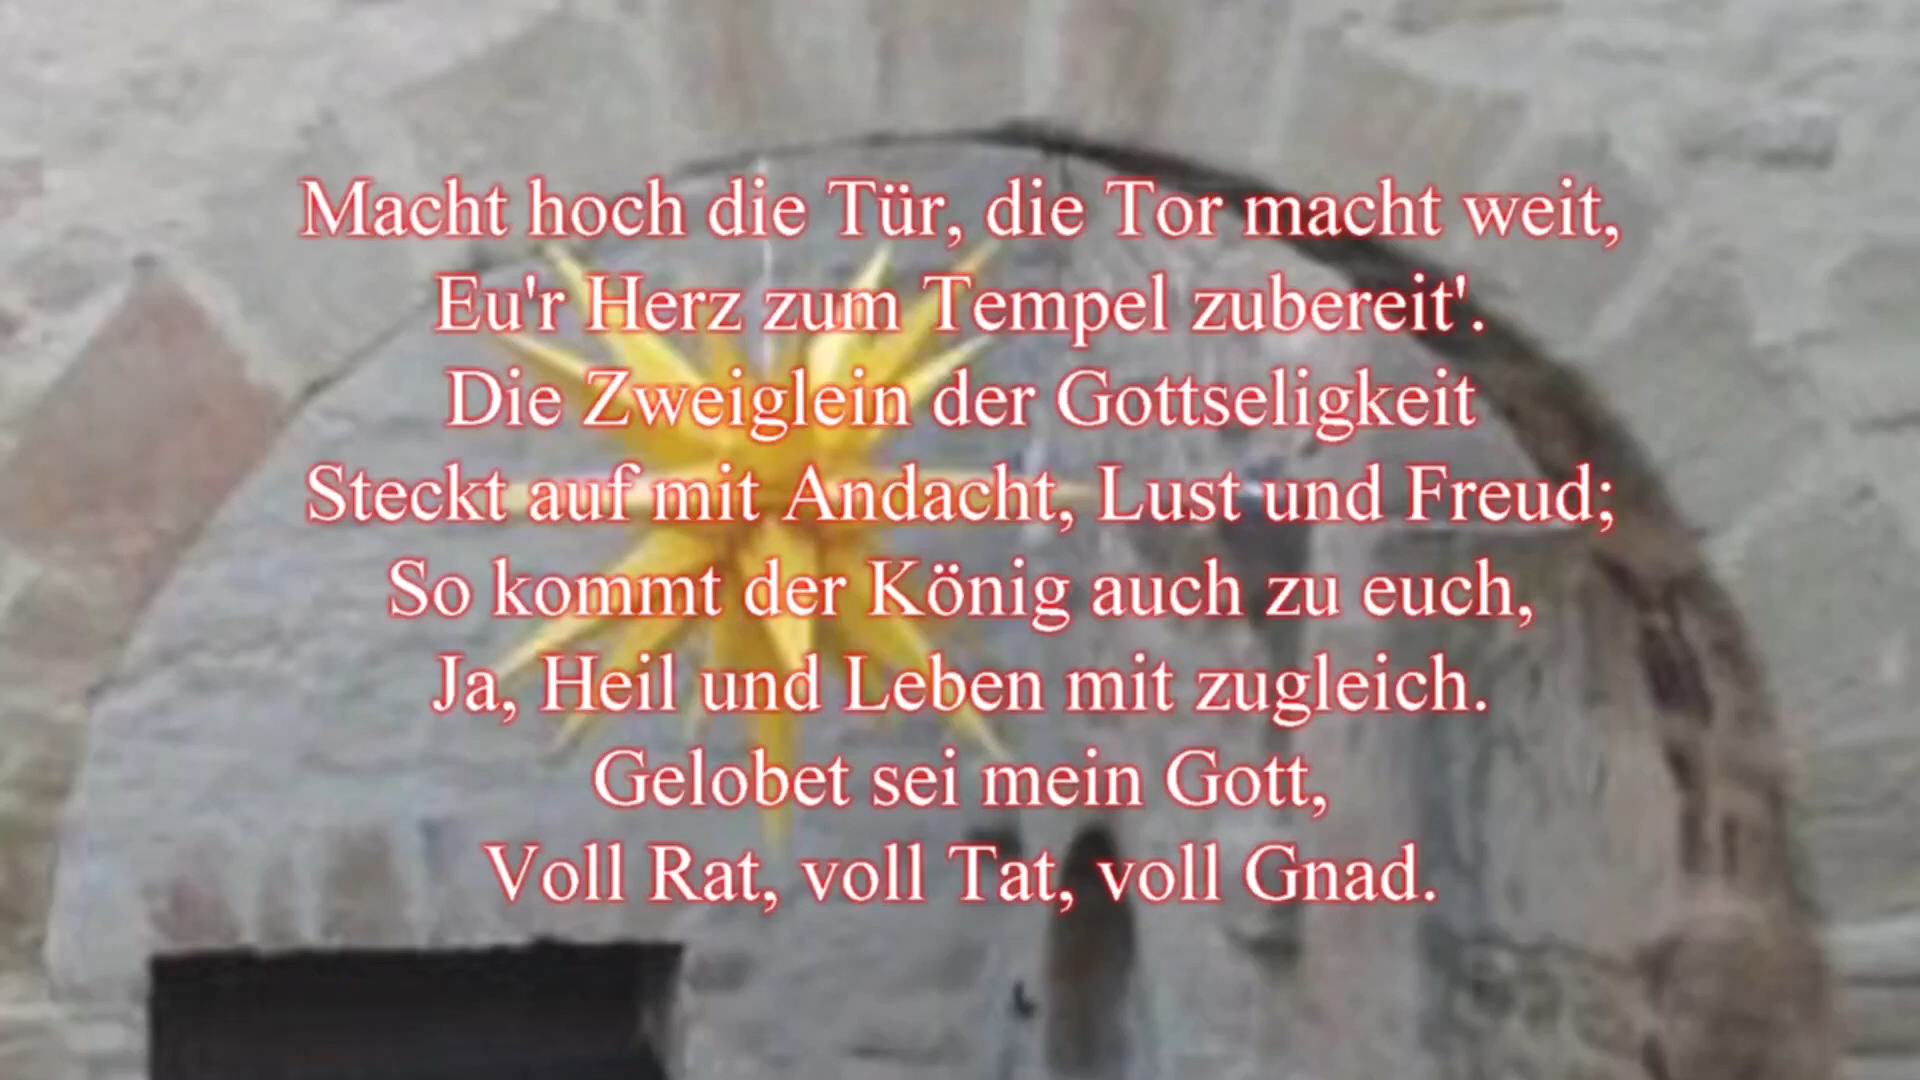 Macht hoch die Tür, die Tor macht weit,
Eu'r Herz zum Tempel zubereit'.
Die Zweiglein der Gottseligkeit
Steckt auf mit Andacht, Lust und Freud;
So kommt der König auch zu euch,
Ja, Heil und Leben mit zugleich.
Gelobet sei mein Gott,
Voll Rat, voll Tat, voll Gnad.